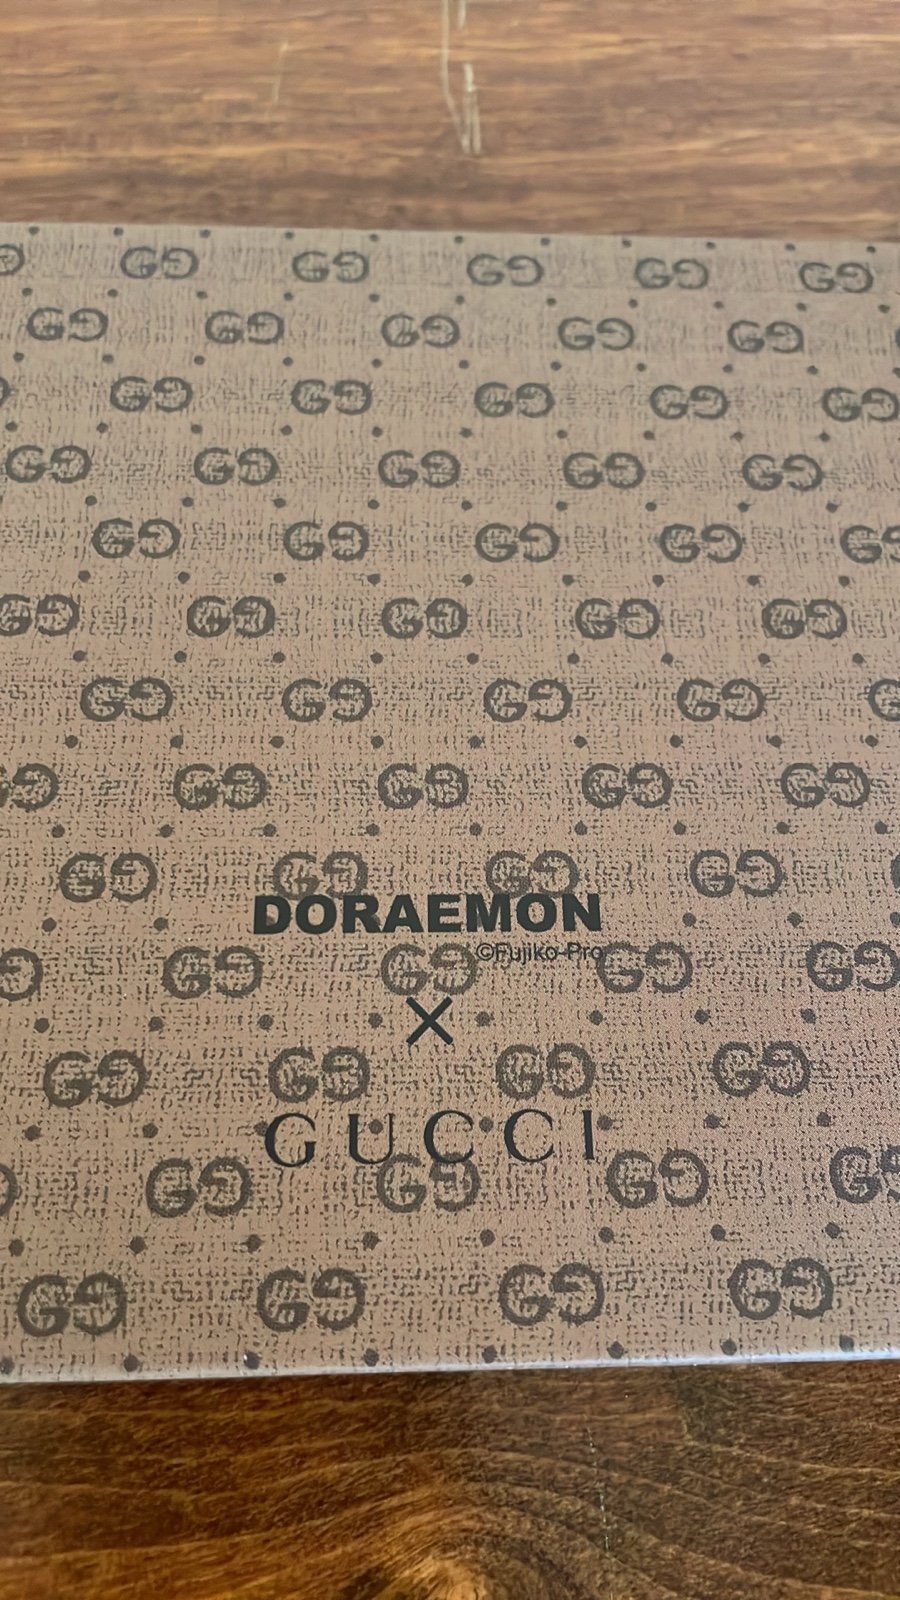 DORAEMON
©Fujiko-Pro
×
GUCCI